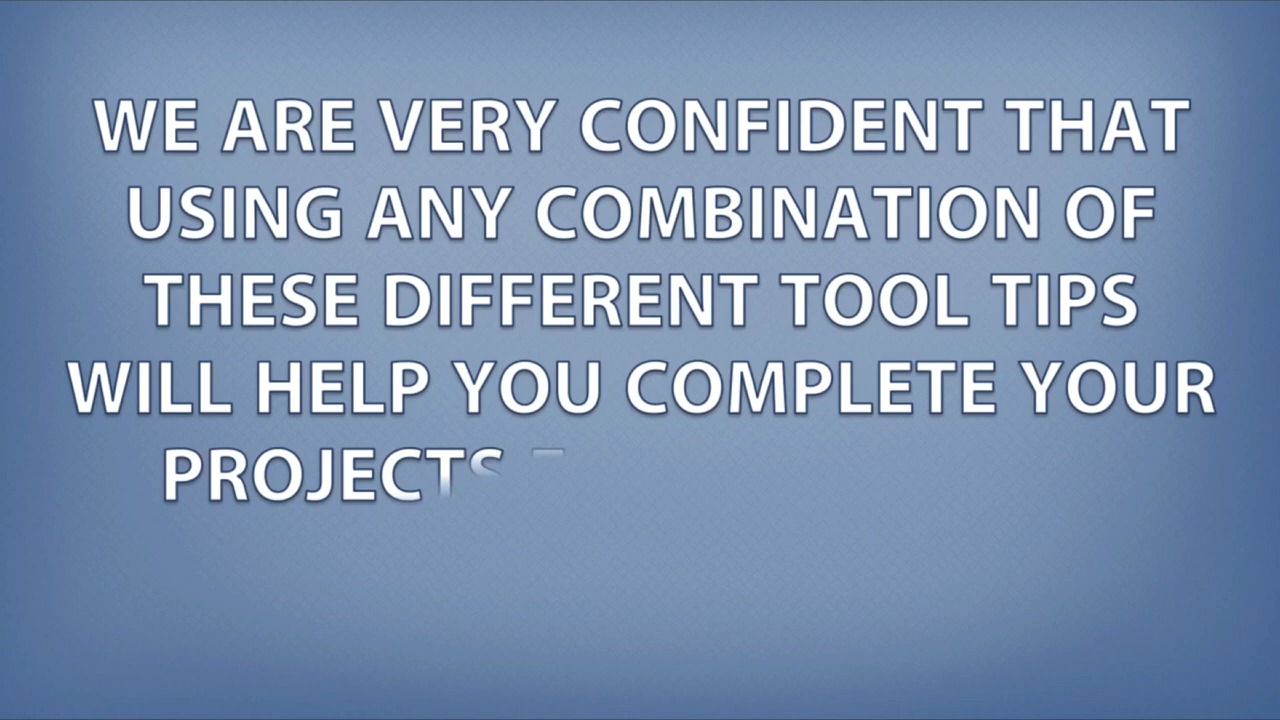 WE ARE VERY CONFIDENT THAT
USING ANY COMBINATION OF
THESE DIFFERENT TOOL TIPS
WILL HELP YOU COMPLETE YOUR
PROJECTS